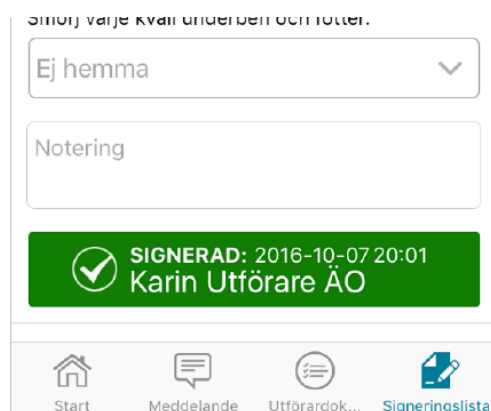 Smörj varje kväll underben och fötter.
Ej hemma
Notering
SIGNERAD: 2016-10-07 20:01
Karin Utförare ÄO
Start
Meddelande
Utförardok...
Signeringslista